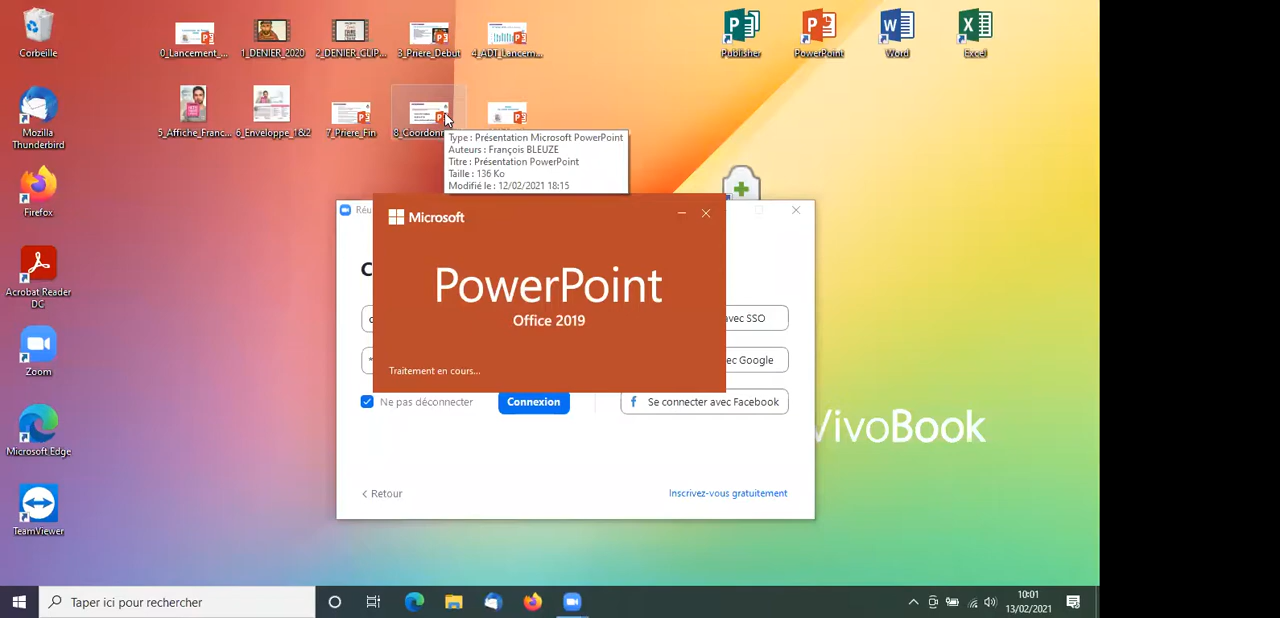 Corbeille
0_Lancement_...
1_DENIER_2020
2_DENIER_CLIP...
3_Priere_Debut
4_ADT_Lancem...
Publisher
PowerPoint
Word
Excel
Mozilla
Thunderbird
5_Affiche_Franc...
6_Enveloppe_1&2
7_Priere_Fin
8_Coordonn
Type : Présentation Microsoft PowerPoint
Auteurs : François BLEUZE
Titre : Présentation PowerPoint
Taille : 136 Ko
Modifié le : 12/02/2021 18:15
Firefox
Réu
Microsoft
PowerPoint
Office 2019
Traitement en cours...
C
avec SSO
ec Google
Ne pas déconnecter
Connexion
Se connecter avec Facebook
Retour
Inscrivez-vous gratuitement
VivoBook
Acrobat Reader
DC
Zoom
Microsoft Edge
TeamViewer
Taper ici pour rechercher
10:01
13/02/2021